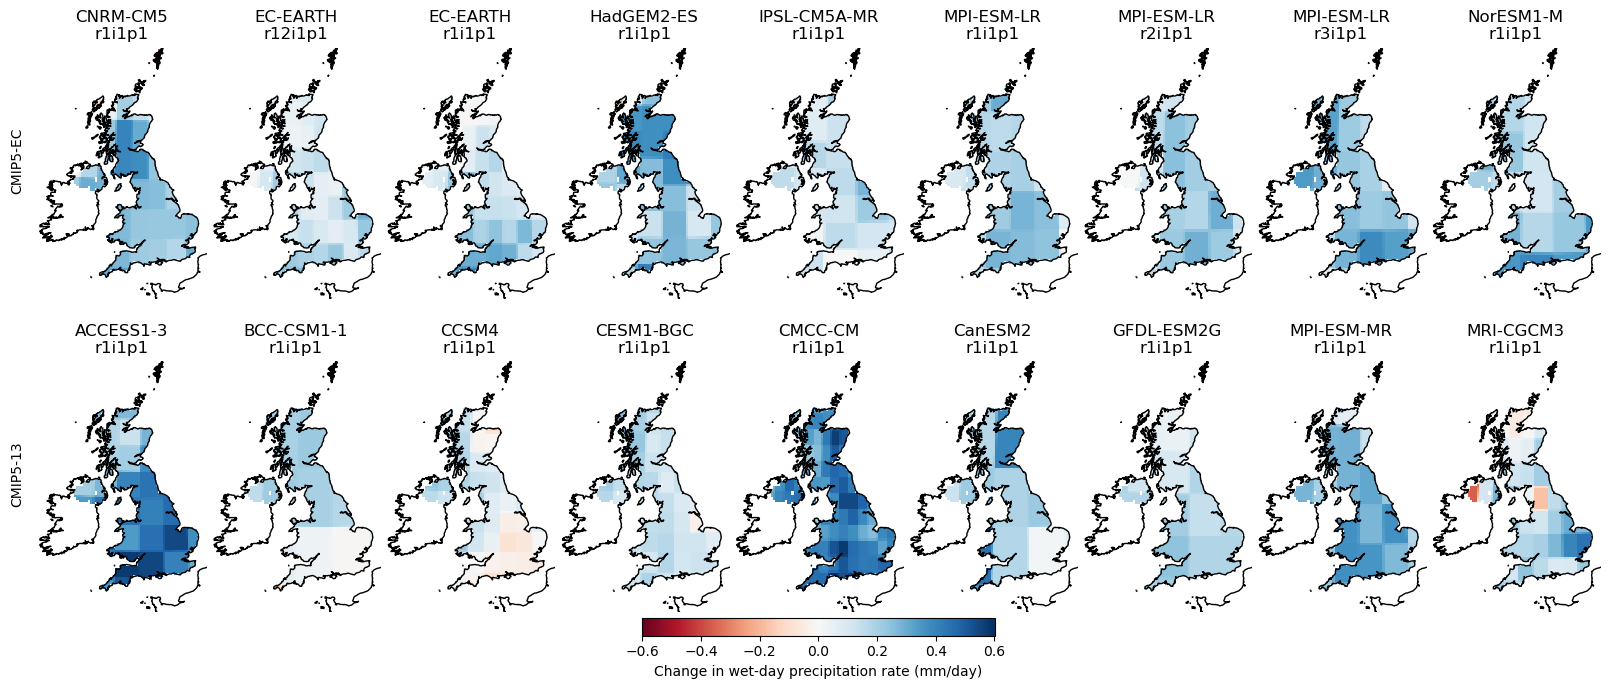 CNRM-CM5 EC-EARTH EC-EARTH HadGEM2-ES IPSL-CM5A-MR MPI-ESM-LR MPI-ESM-LR MPI-ESM-LR NorESM1-M
r1i1p1 r12i1p1 r1i1p1 r1i1p1 r1i1p1 r1i1p1 r2i1p1 r3i1p1 r1i1p1
CMIP5-EC
ACCESS1-3 BCC-CSM1-1 CCSM4 CESM1-BGC CMCC-CM CanESM2 GFDL-ESM2G MPI-ESM-MR MRI-CGCM3
r1i1p1 r1i1p1 r1i1p1 r1i1p1 r1i1p1 r1i1p1 r1i1p1 r1i1p1 r1i1p1
CMIP5-13
−0.6 −0.4 −0.2 0.0 0.2 0.4 0.6
Change in wet-day precipitation rate (mm/day)